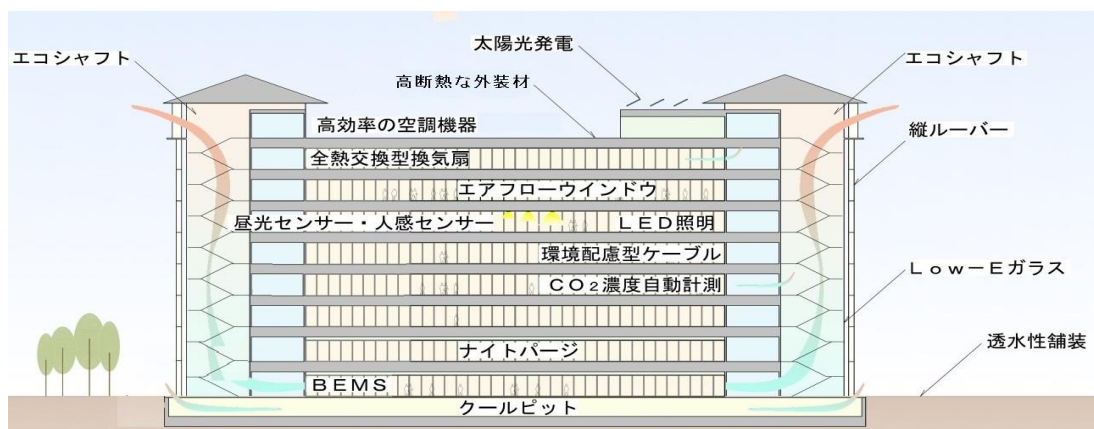 太陽光発電
エコシャフト
エコシャフト
高断熱な外装材
高効率の空調機器
縦ルーバー
全熱交換型換気扇
エアフローウインドウ
昼光センサー・人感センサー
LED照明
環境配慮型ケーブル
Low-Eガラス
CO₂濃度自動計測
透水性舗装
ナイトパージ
BEMS
クールピット